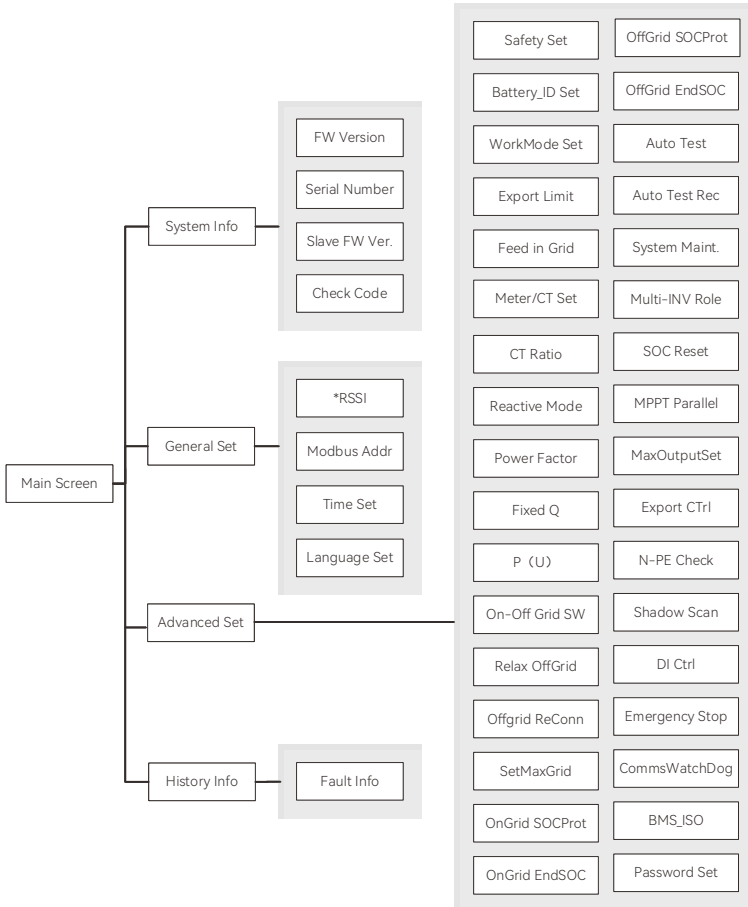 Main Screen
System Info
FW Version
Serial Number
Slave FW Ver.
Check Code
General Set
*RSSI
Modbus Addr
Time Set
Language Set
Advanced Set
Safety Set
Battery_ID Set
WorkMode Set
Export Limit
Feed in Grid
Meter/CT Set
CT Ratio
Reactive Mode
Power Factor
Fixed Q
P（U）
On-Off Grid SW
Relax OffGrid
Offgrid ReConn
SetMaxGrid
OnGrid SOCProt
OnGrid EndSOC
OffGrid SOCProt
OffGrid EndSOC
Auto Test
Auto Test Rec
System Maint.
Multi-INV Role
SOC Reset
MPPT Parallel
MaxOutputSet
Export CTrl
N-PE Check
Shadow Scan
DI Ctrl
Emergency Stop
CommsWatchDog
BMS_ISO
Password Set
History Info
Fault Info